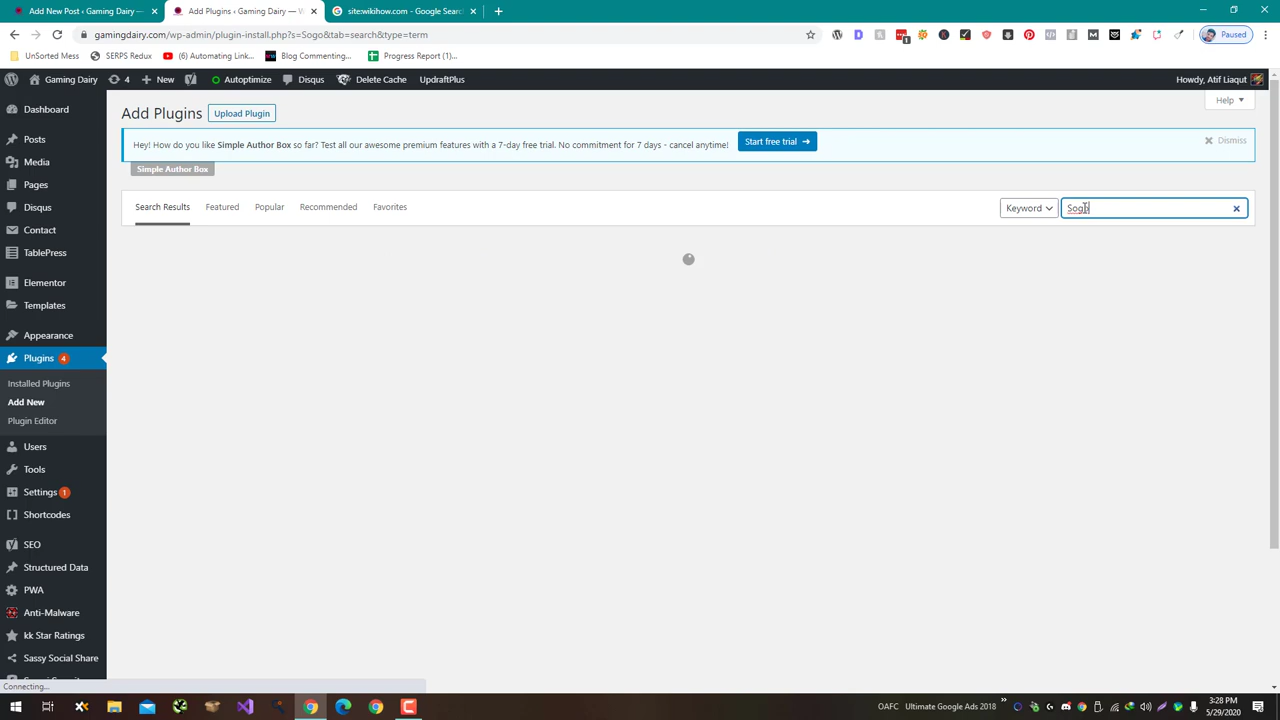 Add New Post ‹ Gaming Dairy —
Add Plugins ‹ Gaming Dairy — W
site:wikihow.com - Google Search
gamingdairy.com/wp-admin/plugin-install.php?s=Sogo&tab=search&type=term
Paused
UnSorted Mess
SERPS Redux
(6) Automating Link...
Blog Commenting...
Progress Report (...
Gaming Dairy
4
New
Autoptimize
Disqus
Delete Cache
UpdraftPlus
Howdy, Atif Liaqut
Add Plugins
Upload Plugin
Help
Hey! How do you like Simple Author Box so far? Test all our awesome premium features with a 7-day free trial. No commitment for 7 days - cancel anytime!
Start free trial →
Dismiss
Simple Author Box
Search Results
Featured
Popular
Recommended
Favorites
Keyword
Sogo
Dashboard
Posts
Media
Pages
Disqus
Contact
TablePress
Elementor
Templates
Appearance
Plugins 4
Installed Plugins
Add New
Plugin Editor
Users
Tools
Settings 1
Shortcodes
SEO
Structured Data
PWA
Anti-Malware
kk Star Ratings
Sassy Social Share
Connecting...
OAFC
Ultimate Google Ads 2018
3:28 PM
5/29/2020